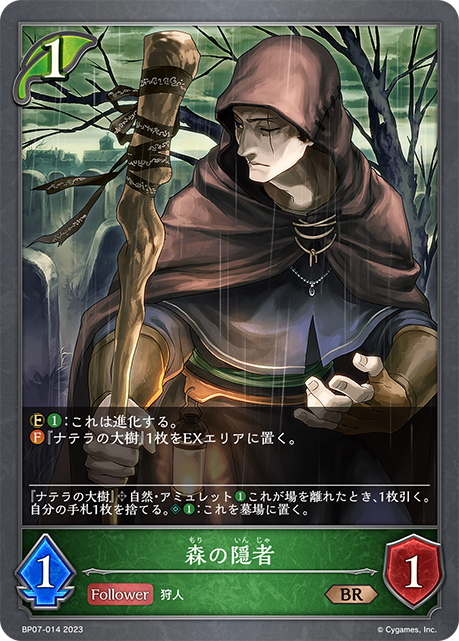 1
E 1：これは進化する。
F 『ナテラの大樹』1枚をEXエリアに置く。
『ナテラの大樹』自然・アミュレット 1 これが場を離れたとき、1枚引く。
自分の手札1枚を捨てる。1：これを墓場に置く。
もり いんじゃ
森の隠者
1 Follower 狩人 BR 1
BP07-014 2023 © Cygames, Inc.